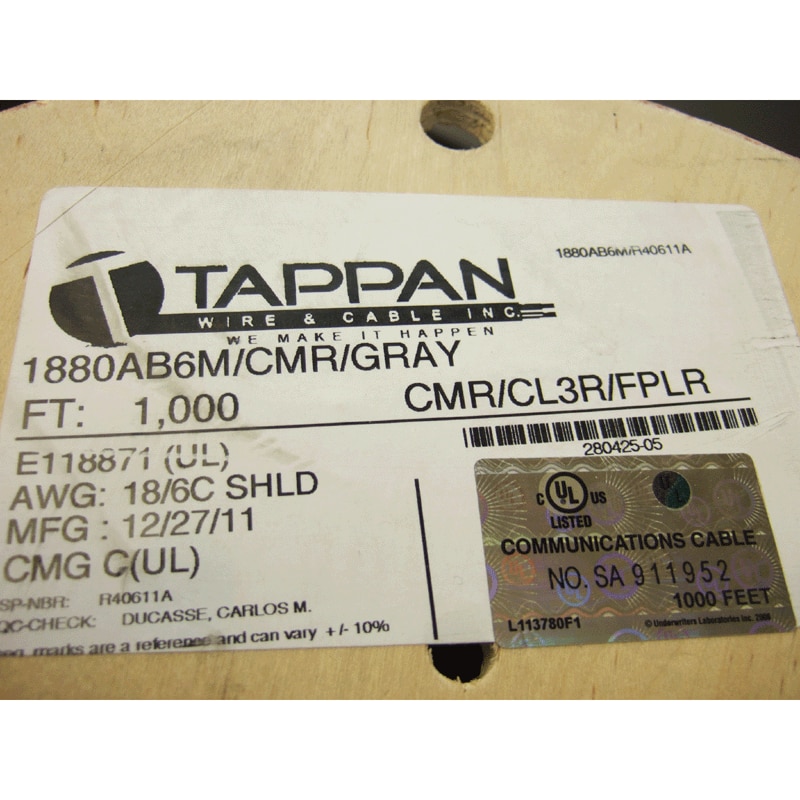 1880AB6M/R40611A
TAPPAN
WIRE & CABLE INC.
WE MAKE IT HAPPEN
1880AB6M/CMR/GRAY
FT: 1,000
CMR/CL3R/FPLR
280425-05
E118871 (UL)
AWG: 18/6C SHLD
MFG : 12/27/11
CMG C(UL)
SP-NBR: R40611A
QC-CHECK: DUCASSE, CARLOS M.
marks are a reference and can vary +/- 10%
C UL US
LISTED
COMMUNICATIONS CABLE
NO. SA 911952
1000 FEET
L113780F1
© Underwriters Laboratories Inc. 2006